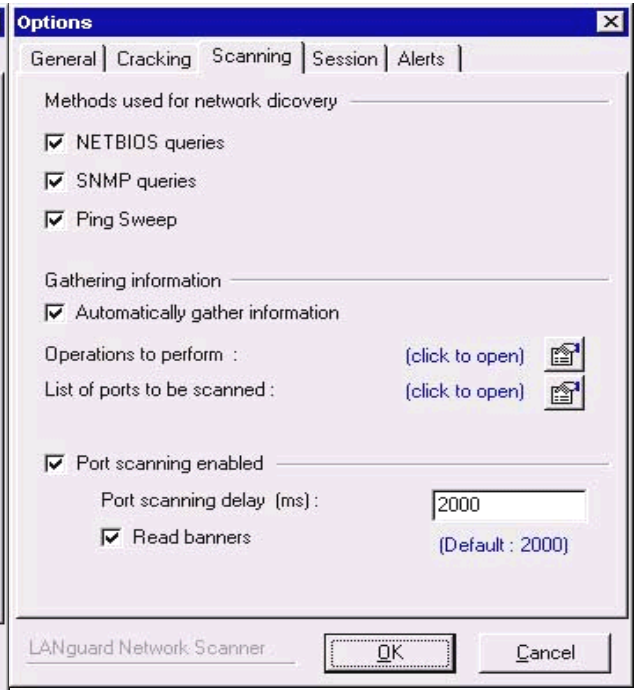 Options
General Cracking Scanning Session Alerts
Methods used for network dicovery
NETBIOS queries
SNMP queries
Ping Sweep
Gathering information
Automatically gather information
Operations to perform : (click to open)
List of ports to be scanned : (click to open)
Port scanning enabled
Port scanning delay (ms) : 2000
Read banners (Default : 2000)
LANguard Network Scanner OK Cancel